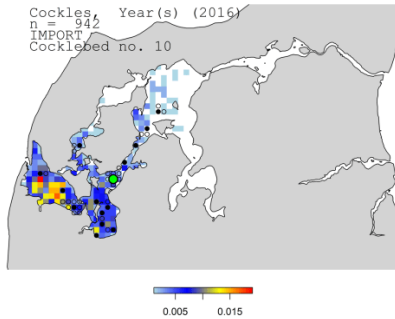 Cockles, Year(s) (2016)
n = 942
IMPORT
Cocklebed no. 10
0.005 0.015